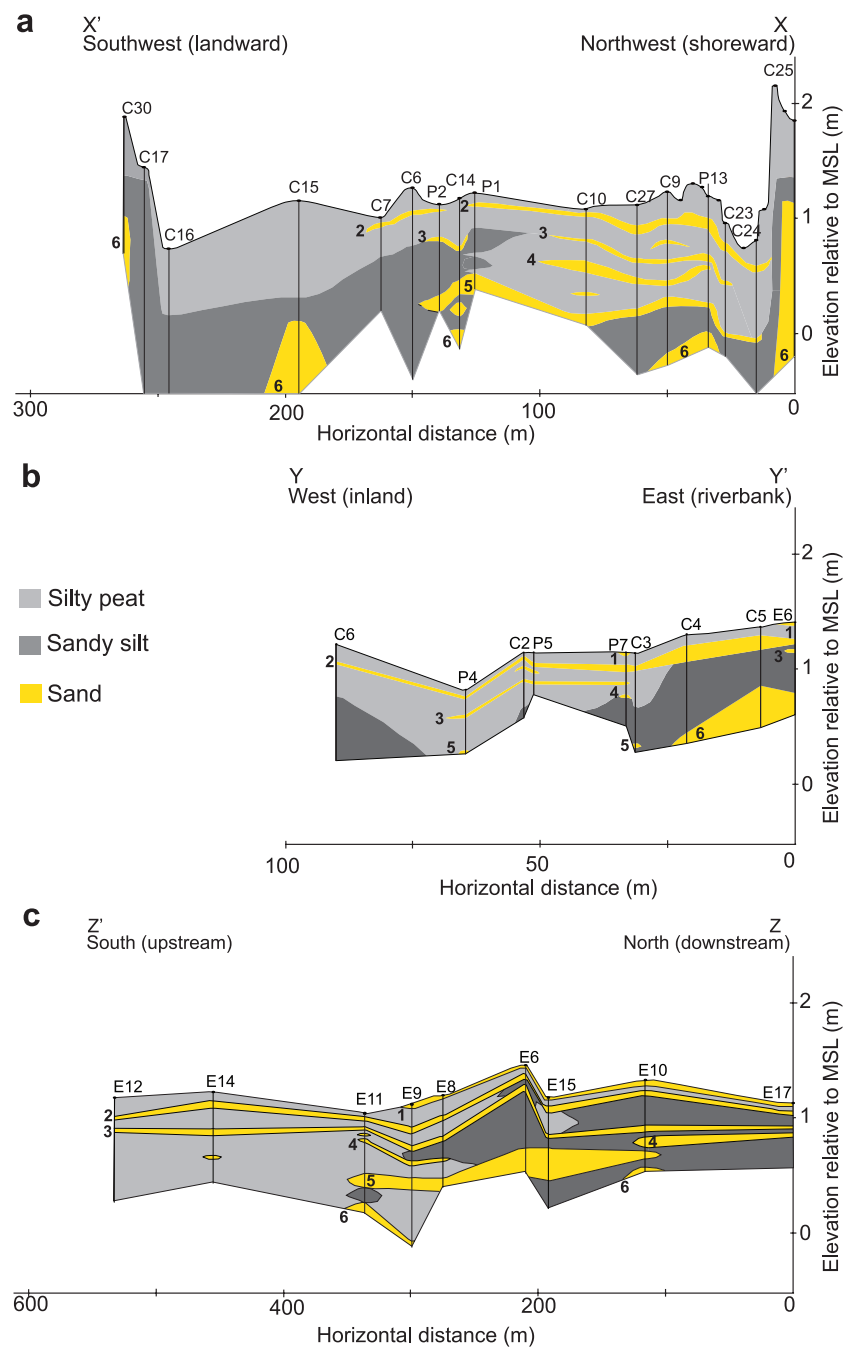 a
X' X
Southwest (landward) Northwest (shoreward)
C25
C30
C17
C16
C15
C7
C6
P2
C14
P1
C10
C27
C9
P13
C23
C24
2
2
3
3
4
5
6
6
6
6
6
2
1
0
Elevation relative to MSL (m)
300 200 100 0
Horizontal distance (m)
b
Y Y'
West (inland) East (riverbank)
Silty peat
Sandy silt
Sand
C6
P4
C2 P5
P7 C3
C4
C5 E6
2
3
5
1
4
5
6
1
3
2
1
0
Elevation relative to MSL (m)
100 50 0
Horizontal distance (m)
c
Z' Z
South (upstream) North (downstream)
E12
E14
E11
E9
E8
E6
E15
E10
E17
2
3
1
4
5
6
4
6
2
1
0
Elevation relative to MSL (m)
600 400 200 0
Horizontal distance (m)